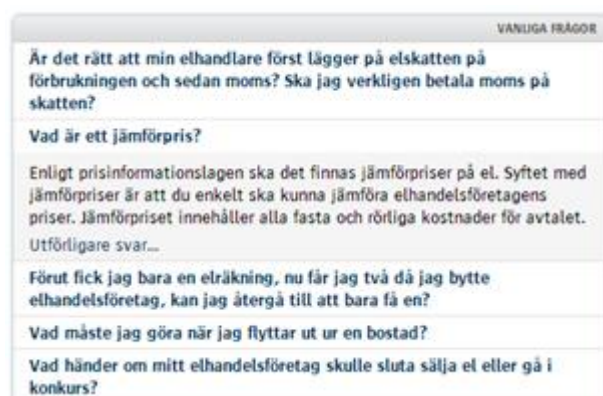 VANLIGA FRÅGOR
Är det rätt att min elhandlare först lägger på elskatten på
förbrukningen och sedan moms? Ska jag verkligen betala moms på
skatten?
Vad är ett jämförpris?
Enligt prisinformationslagen ska det finnas jämförpriser på el. Syftet med
jämförpriser är att du enkelt ska kunna jämföra elhandelsföretagens
priser. Jämförpriset innehåller alla fasta och rörliga kostnader för avtalet.
Utförligare svar...
Förut fick jag bara en elräkning, nu får jag två då jag bytte
elhandelsföretag, kan jag återgå till att bara få en?
Vad måste jag göra när jag flyttar ut ur en bostad?
Vad händer om mitt elhandelsföretag skulle sluta sälja el eller gå i
konkurs?